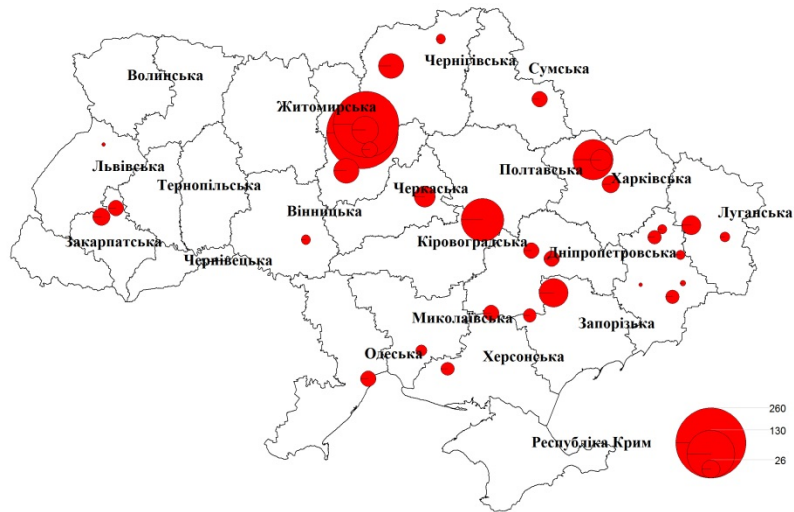 Чернігівська
Сумська
Волинська
Житомирська
Львівська
Тернопільська
Полтавська
Харківська
Черкаська
Вінницька
Луганська
Закарпатська
Кіровоградська
Дніпропетровська
Чернівецька
Миколаївська
Запорізька
Одеська
Херсонська
260
130
Республіка Крим
26